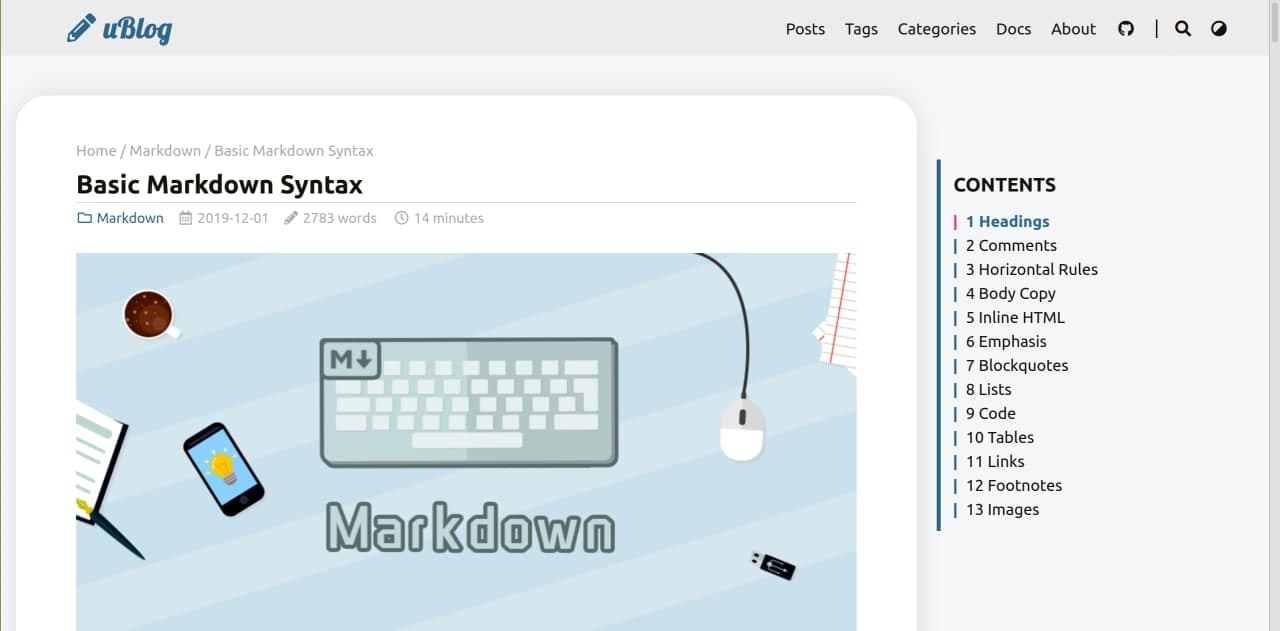 uBlog
Posts Tags Categories Docs About
Home / Markdown / Basic Markdown Syntax
Basic Markdown Syntax
Markdown 2019-12-01 2783 words 14 minutes
M
Markdown
CONTENTS
1 Headings
2 Comments
3 Horizontal Rules
4 Body Copy
5 Inline HTML
6 Emphasis
7 Blockquotes
8 Lists
9 Code
10 Tables
11 Links
12 Footnotes
13 Images